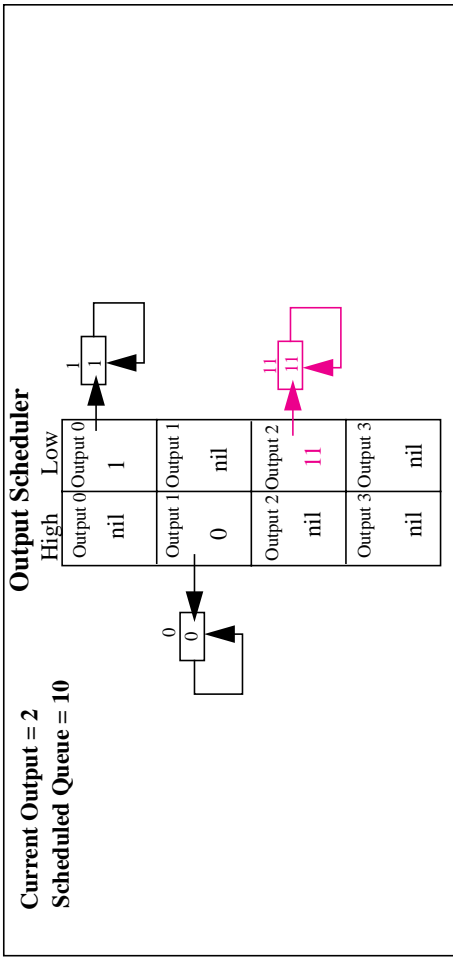 Output Scheduler
Current Output = 2
Scheduled Queue = 10
High Low
Output 0 Output 0 1
nil 1 1
0 Output 1 Output 1
0 0 nil
Output 2 Output 2 11
nil 11 11
Output 3 Output 3
nil nil